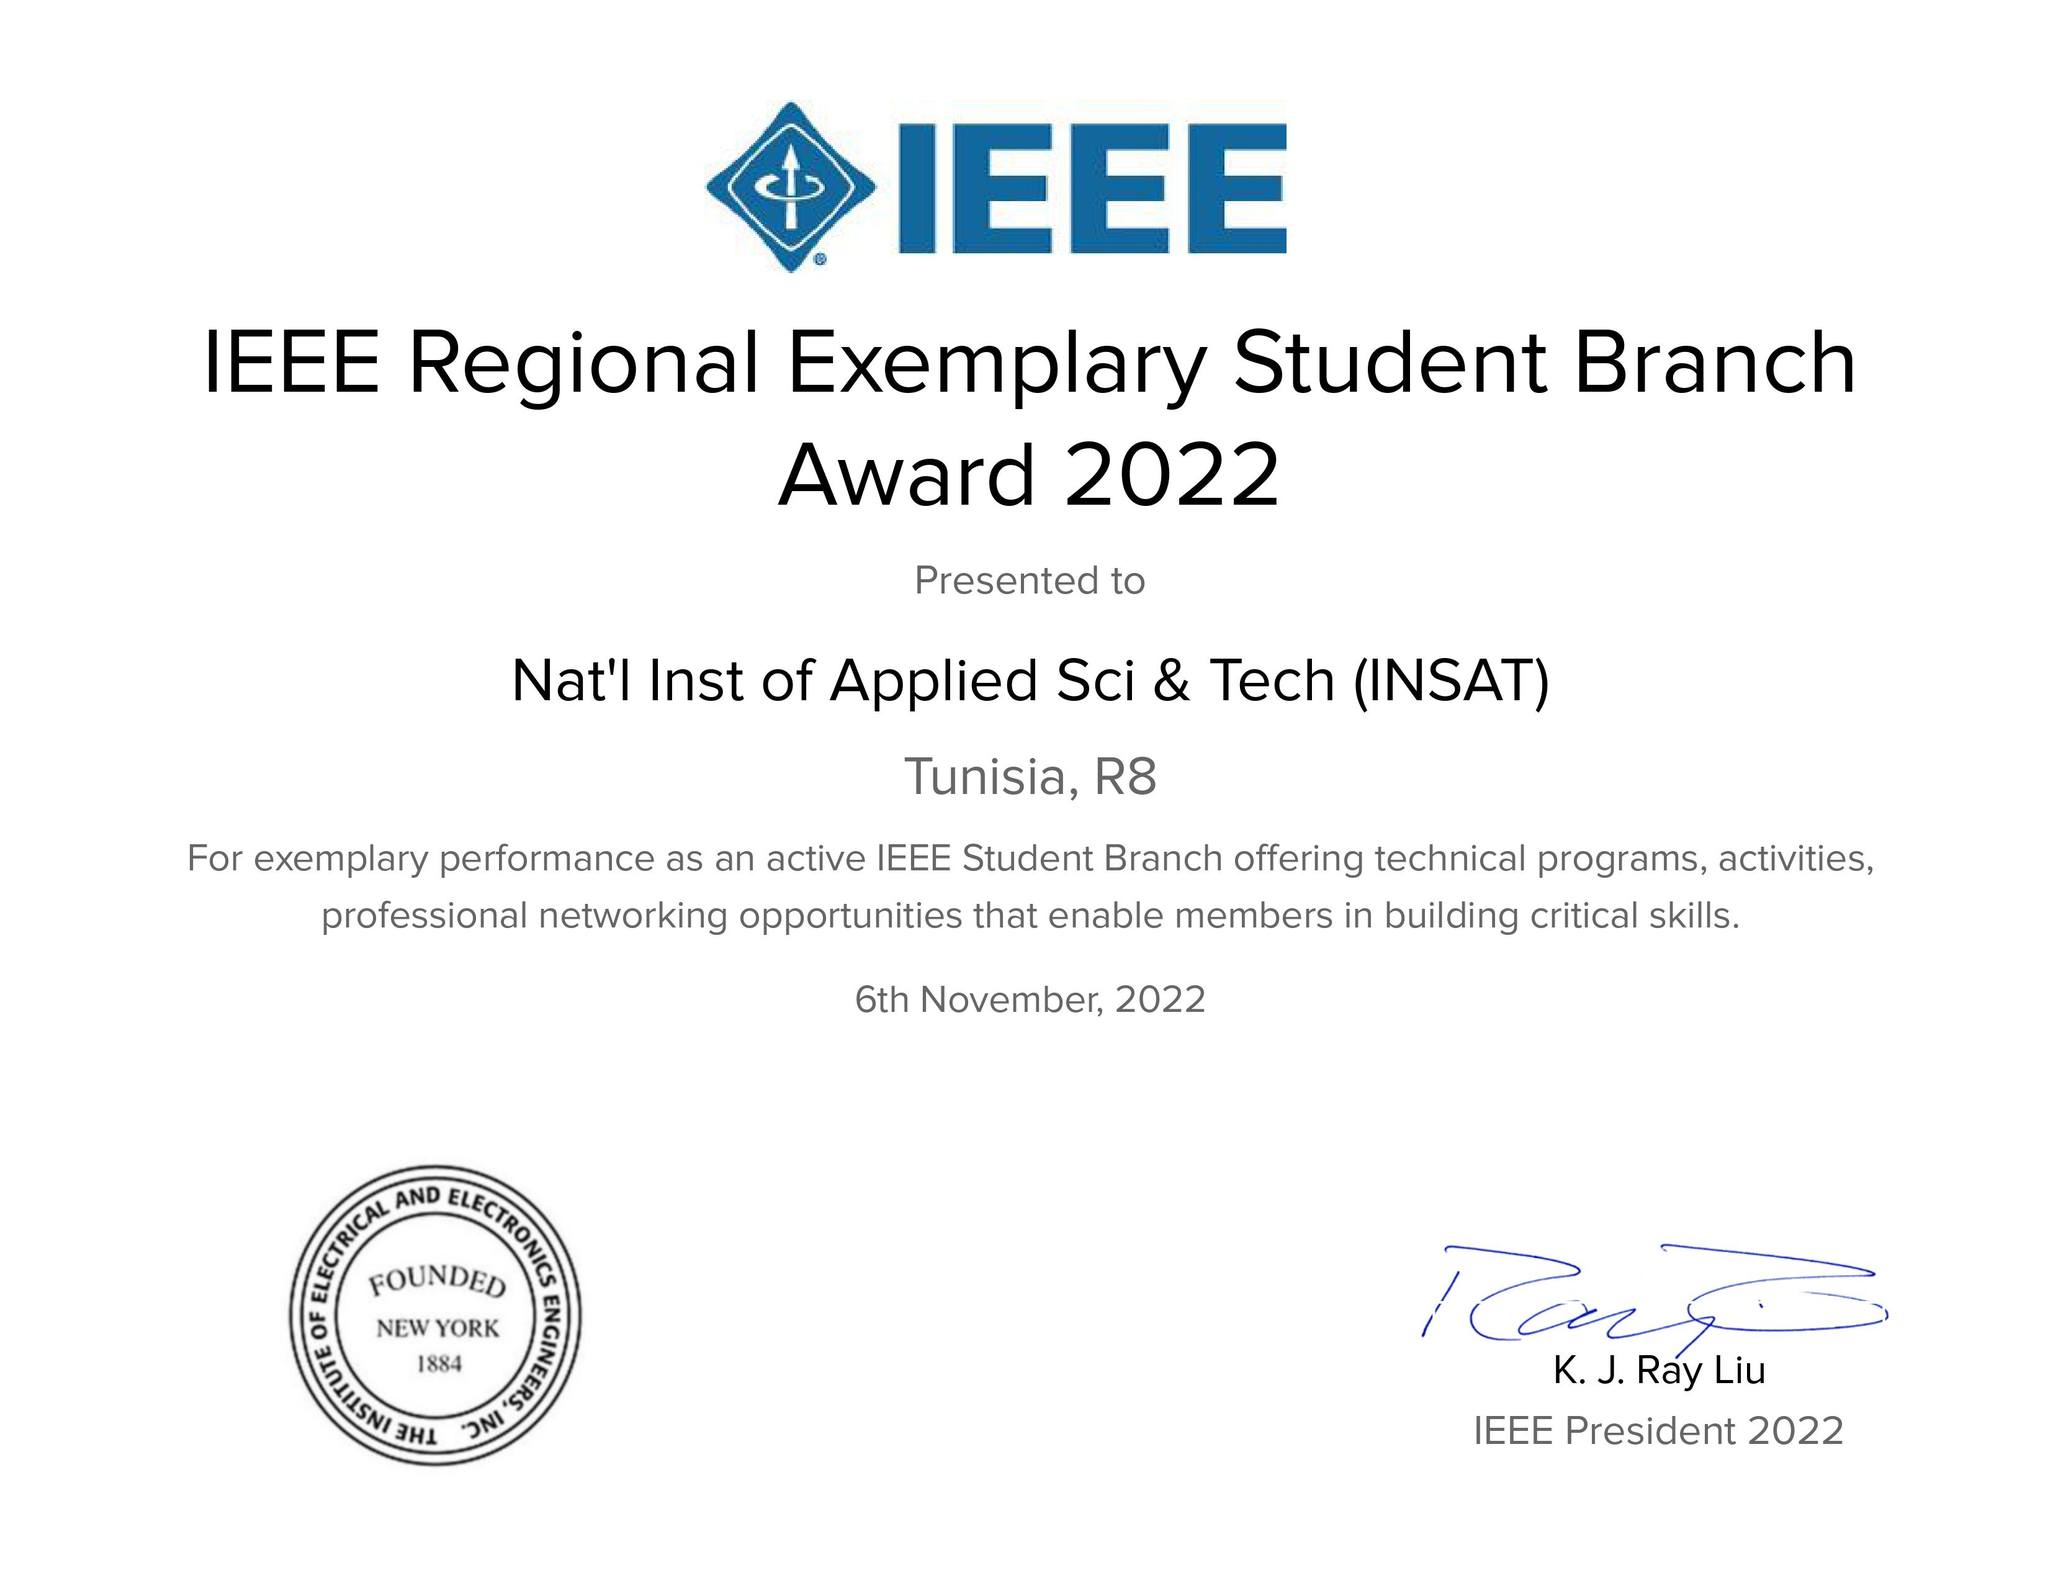 IEEE
IEEE Regional Exemplary Student Branch
Award 2022
Presented to
Nat'l Inst of Applied Sci & Tech (INSAT)
Tunisia, R8
For exemplary performance as an active IEEE Student Branch offering technical programs, activities,
professional networking opportunities that enable members in building critical skills.
6th November, 2022
THE INSTITUTE OF ELECTRICAL AND ELECTRONICS ENGINEERS, INC.
FOUNDED
NEW YORK
1884
K. J. Ray Liu
IEEE President 2022